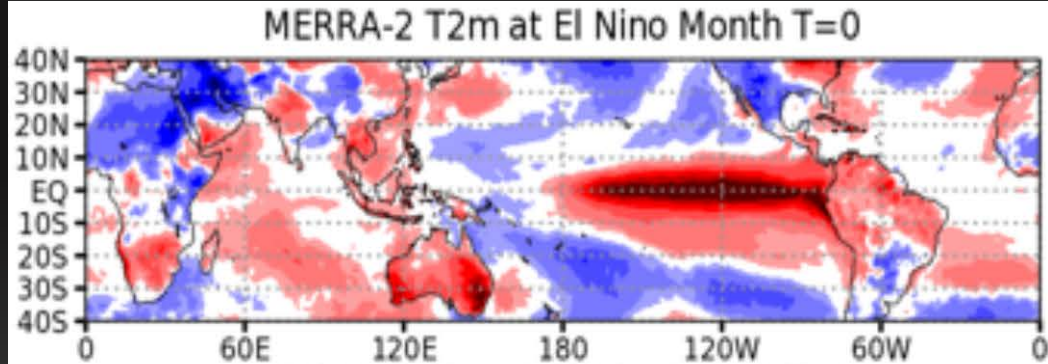 MERRA-2 T2m at El Nino Month T=0
40N
30N
20N
10N
EQ
10S
20S
30S
40S
0 60E 120E 180 120W 60W 0